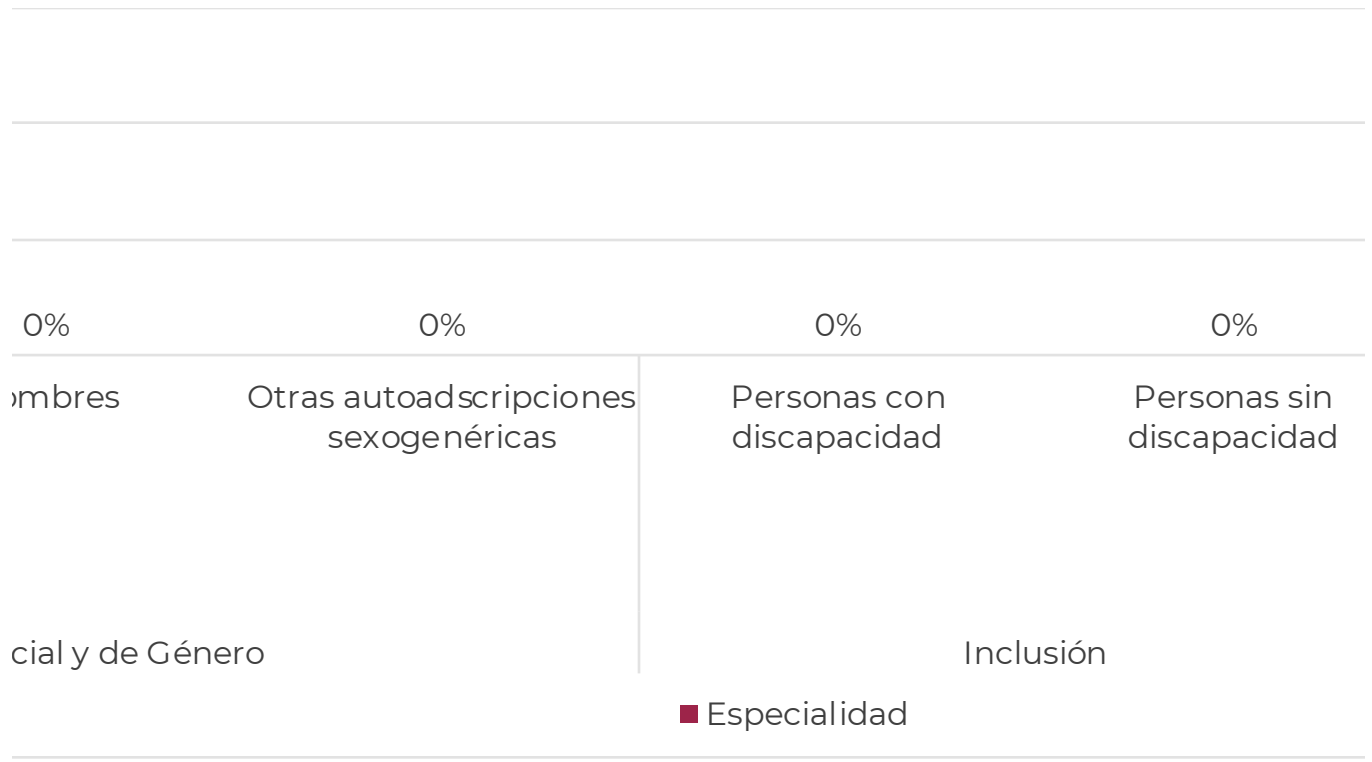 0% 0% 0% 0%
ombres Otras autoadscripciones Personas con Personas sin
sexogenéricas discapacidad discapacidad
cial y de Género Inclusión
Especialidad